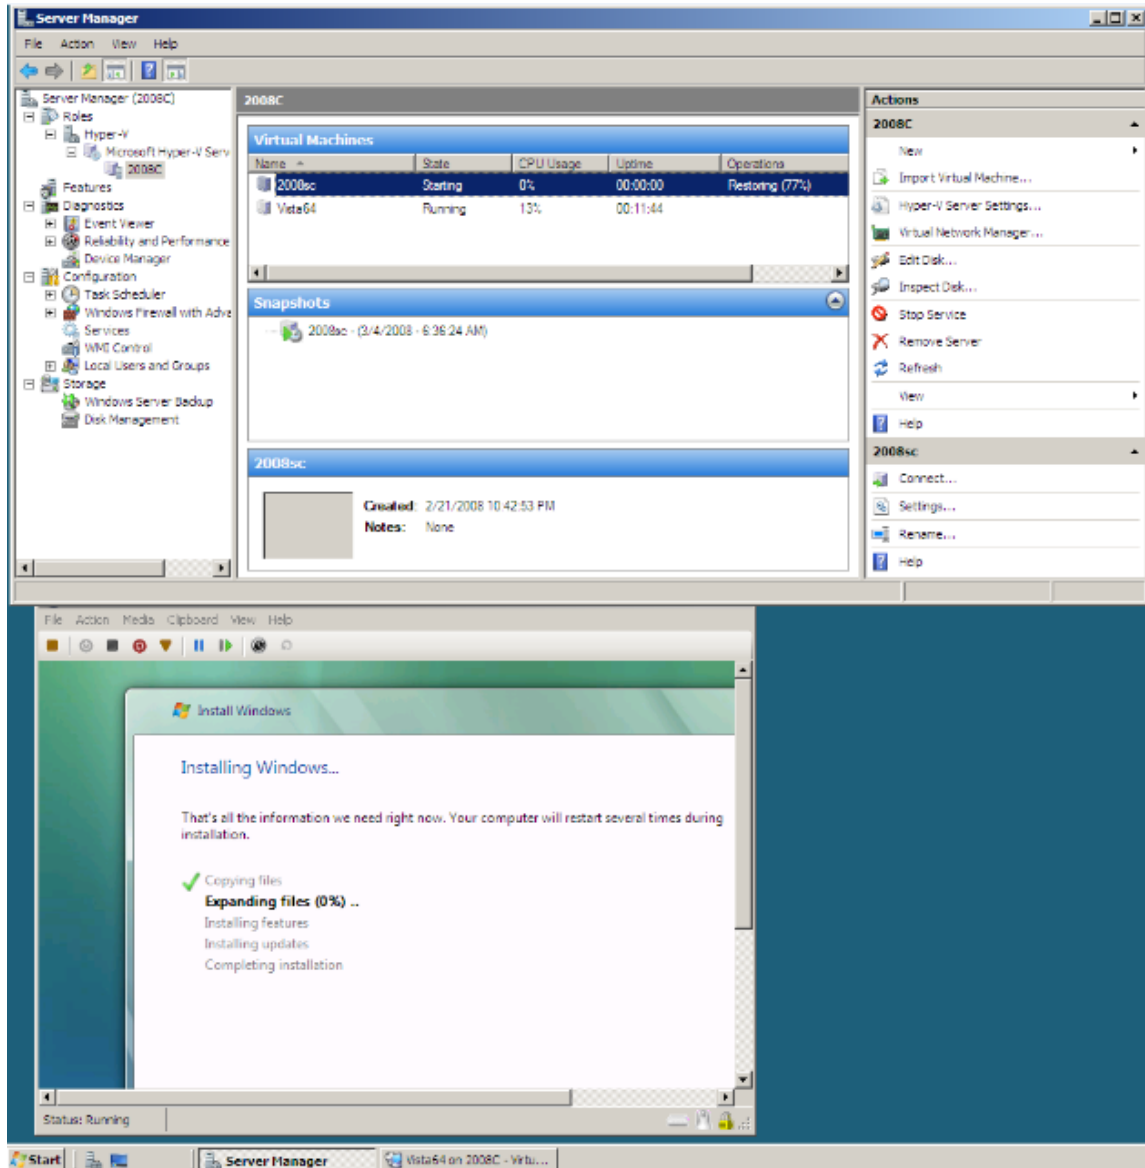 Server Manager
File Action View Help
Server Manager (2008C)
Roles
Hyper-V
Microsoft Hyper-V Serv
2008C
Features
Diagnostics
Event Viewer
Reliability and Performance
Device Manager
Configuration
Task Scheduler
Windows Firewall with Adva
Services
WMI Control
Local Users and Groups
Storage
Windows Server Backup
Disk Management
2008C
Virtual Machines
Name State CPU Usage Uptime Operations
2008sc Starting 0% 00:00:00 Restoring (77%)
Vista64 Running 13% 00:11:44
Snapshots
2008sc - (3/4/2008 - 6:36:24 AM)
2008sc
Created: 2/21/2008 10:42:53 PM
Notes: None
Actions
2008C
New
Import Virtual Machine...
Hyper-V Server Settings...
Virtual Network Manager...
Edit Disk...
Inspect Disk...
Stop Service
Remove Server
Refresh
View
Help
2008sc
Connect...
Settings...
Rename...
Help
File Action Media Clipboard View Help
Install Windows
Installing Windows...
That's all the information we need right now. Your computer will restart several times during
installation.
Copying files
Expanding files (0%) ..
Installing features
Installing updates
Completing installation
Status: Running
Start Server Manager Vista64 on 2008C - Virtu...